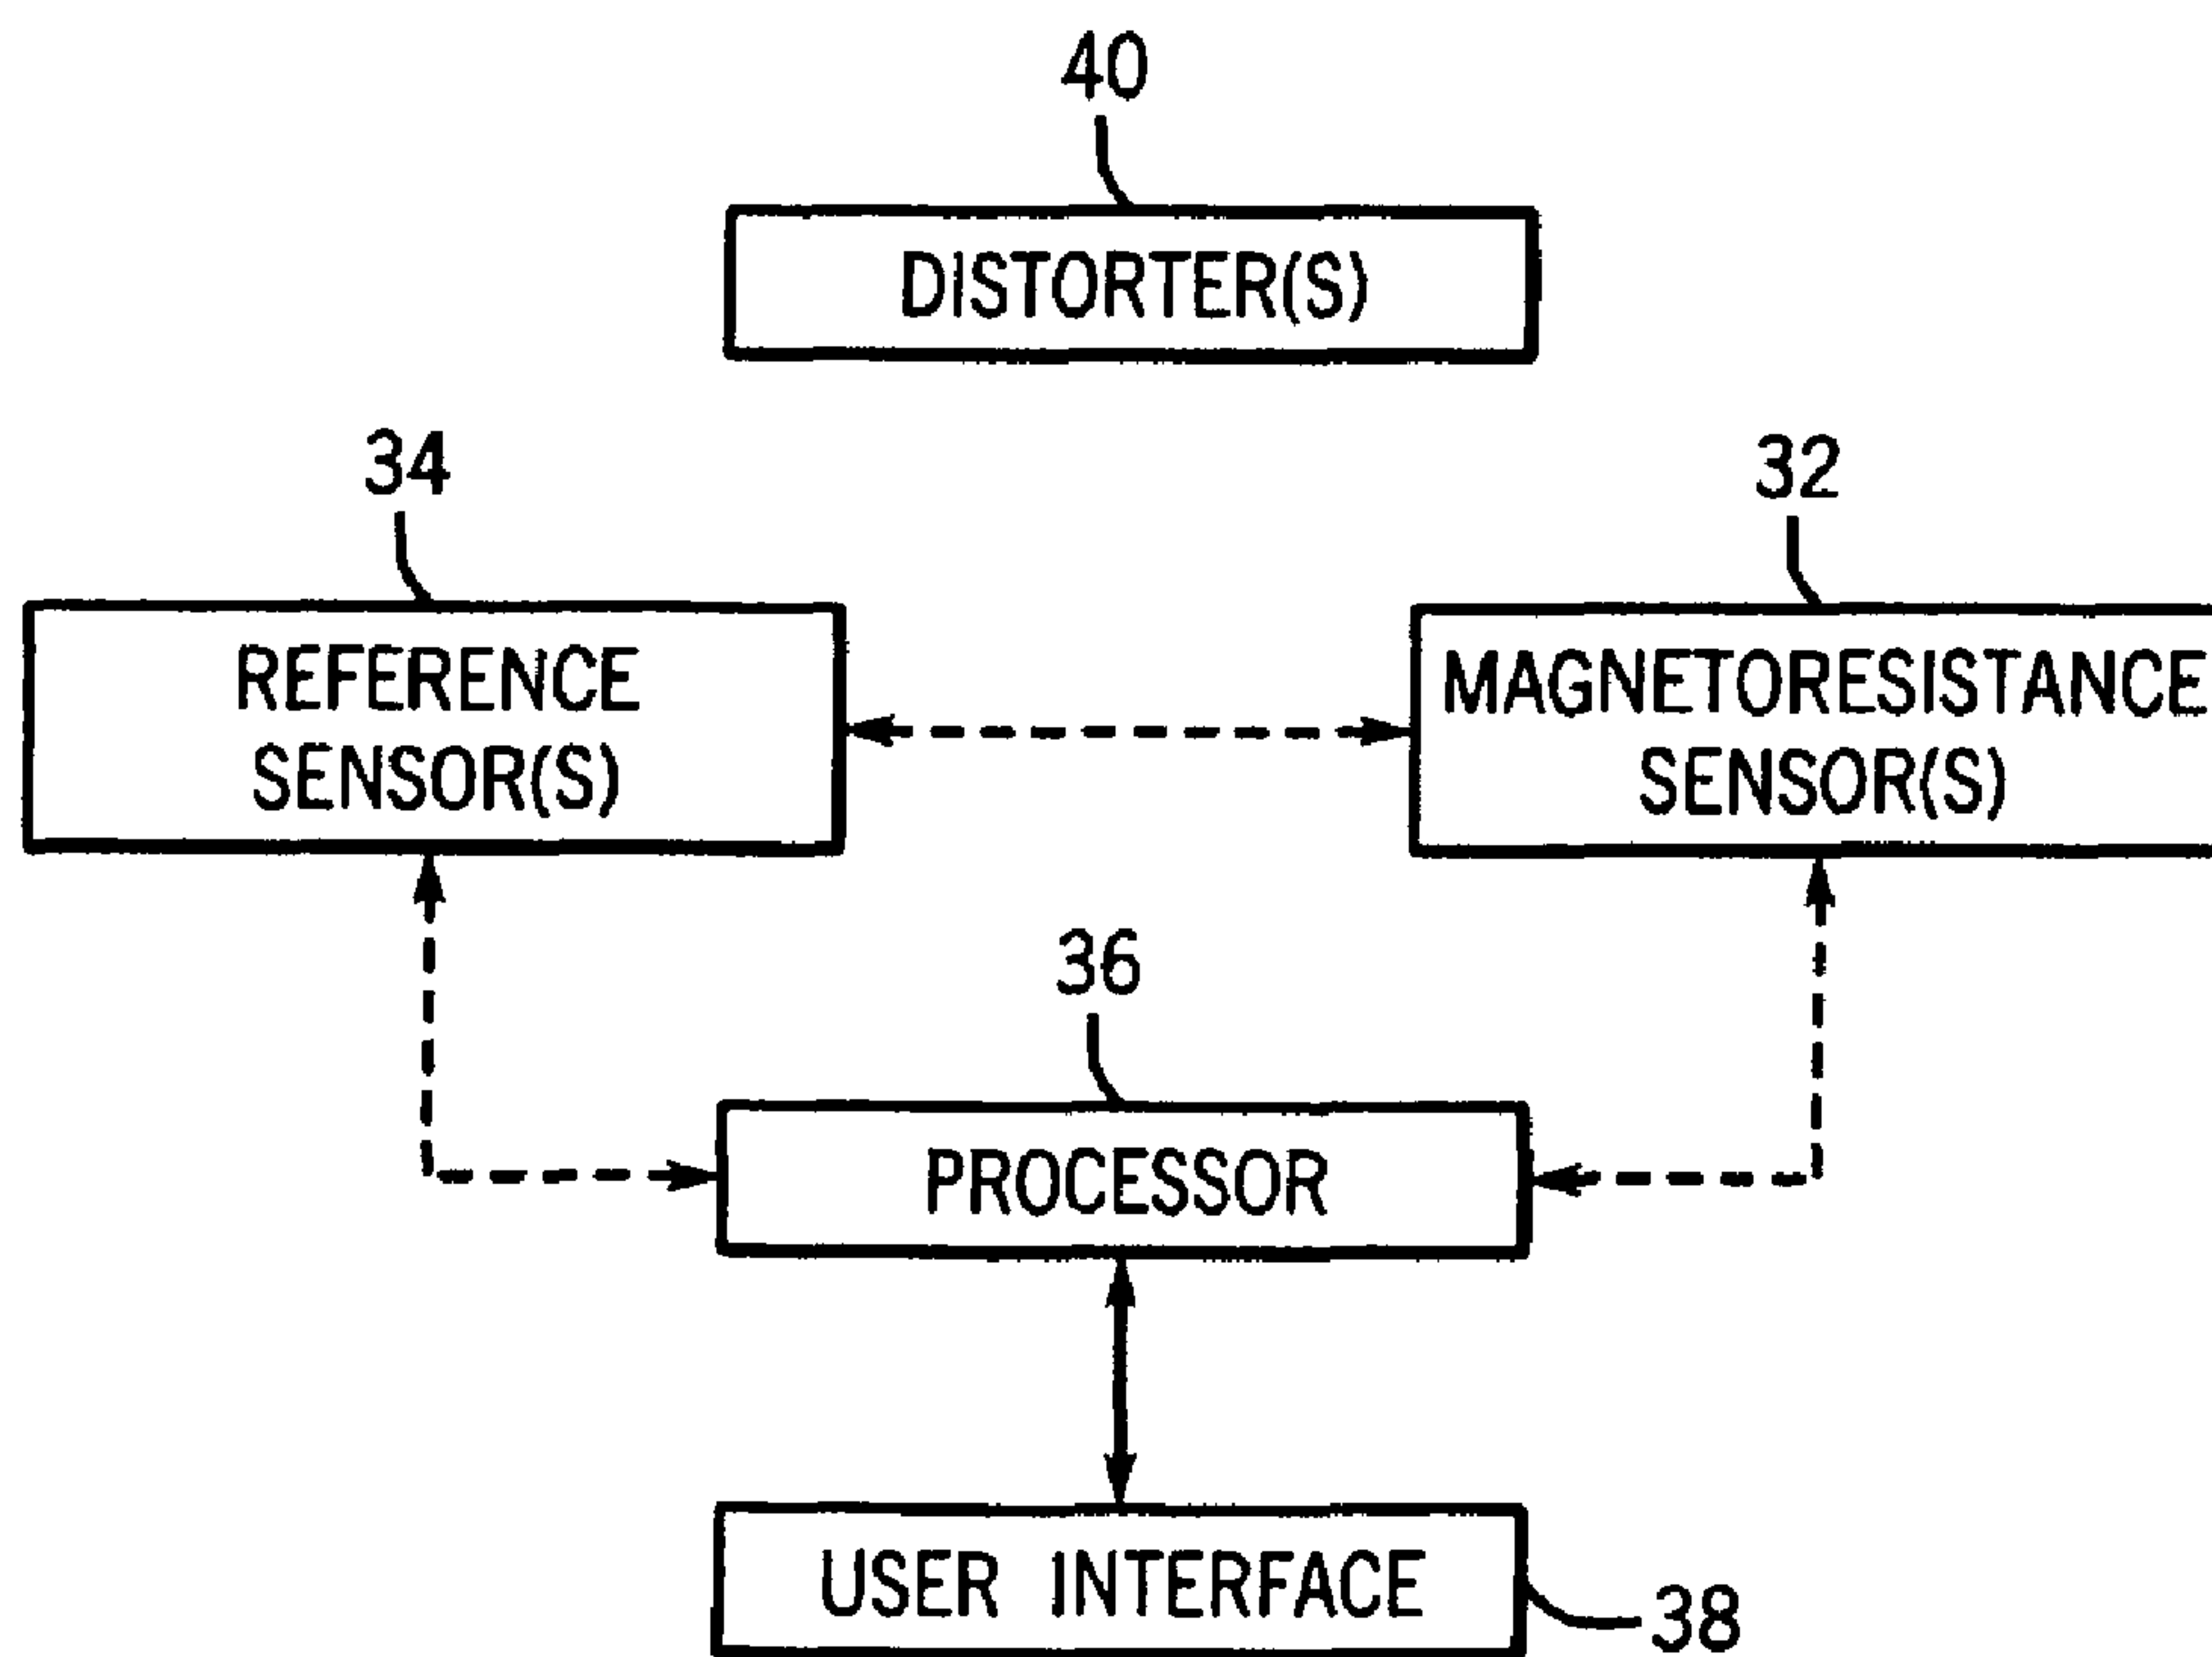 40
DISTORTER(S)
34
32
REFERENCE
SENSOR(S)
MAGNETORESISTANCE
SENSOR(S)
36
PROCESSOR
USER INTERFACE
38